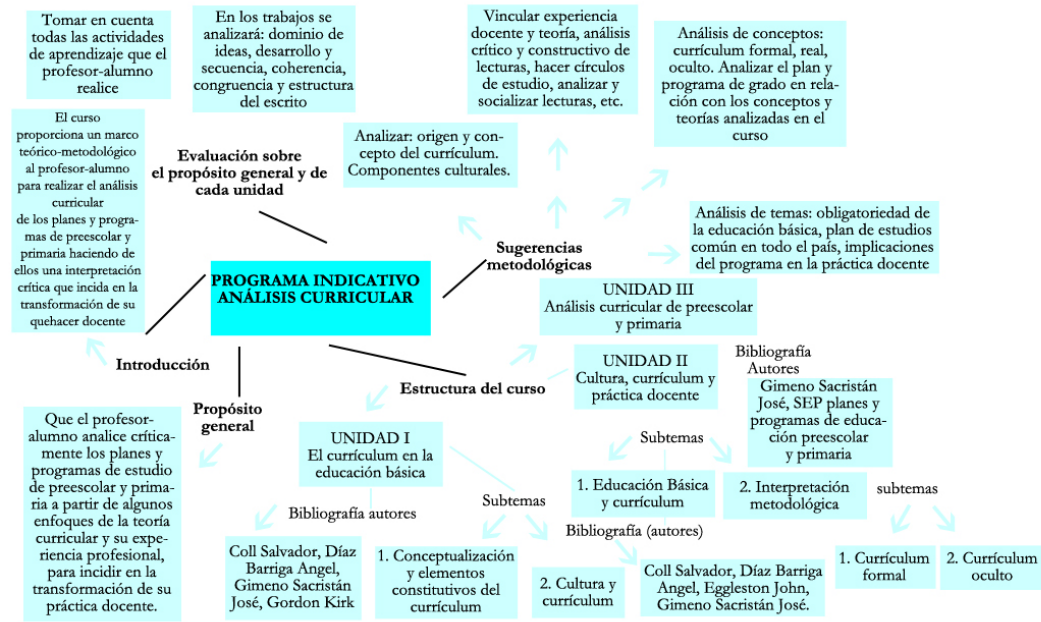 Tomar en cuenta
todas las actividades
de aprendizaje que el
profesor-alumno
realice
En los trabajos se
analizará: dominio de
ideas, desarrollo y
secuencia, coherencia,
congruencia y estructura
del escrito
Vincular experiencia
docente y teoría, análisis
crítico y constructivo de
lecturas, hacer círculos
de estudio, analizar y
socializar lecturas, etc.
Análisis de conceptos:
currículum formal, real,
oculto. Analizar el plan y
programa de grado en rela-
ción con los conceptos y
teorías analizadas en el
curso
El curso
proporciona un marco
teórico-metodológico
al profesor-alumno
para realizar el análisis
curricular
de los planes y progra-
mas de preescolar y
primaria haciendo de
ellos una interpretación
crítica que incida en la
transformación de su
quehacer docente
Evaluación sobre
el propósito general y de
cada unidad
Analizar: origen y con-
cepto del currículum.
Componentes culturales.
Sugerencias
metodológicas
Análisis de temas: obligatoriedad de
la educación básica, plan de estudios
común en todo el país, implicaciones
del programa en la práctica docente
PROGRAMA INDICATIVO
ANÁLISIS CURRICULAR
UNIDAD III
Análisis curricular de preescolar
y primaria
Introducción
Estructura del curso
UNIDAD II
Cultura, currículum y
práctica docente
Bibliografía
Autores
Gimeno Sacristán
José, SEP planes y
programas de educa-
ción preescolar
y primaria
Propósito
general
Que el profesor-
alumno analice crítica-
mente los planes y
programas de estudio
de preescolar y prima-
ria a partir de algunos
enfoques de la teoría
curricular y su expe-
riencia profesional,
para incidir en la
transformación de su
práctica docente.
UNIDAD I
El currículum en la
educación básica
Subtemas
1. Educación Básica
y currículum
2. Interpretación
metodológica
subtemas
Bibliografía autores
Subtemas
Bibliografía (autores)
Coll Salvador, Díaz
Barriga Angel,
Gimeno Sacristán
José, Gordon Kirk
1. Conceptualización
y elementos
constitutivos del
currículum
2. Cultura y
currículum
Coll Salvador, Díaz Barriga
Angel, Eggleston John,
Gimeno Sacristán José.
1. Currículum
formal
2. Currículum
oculto